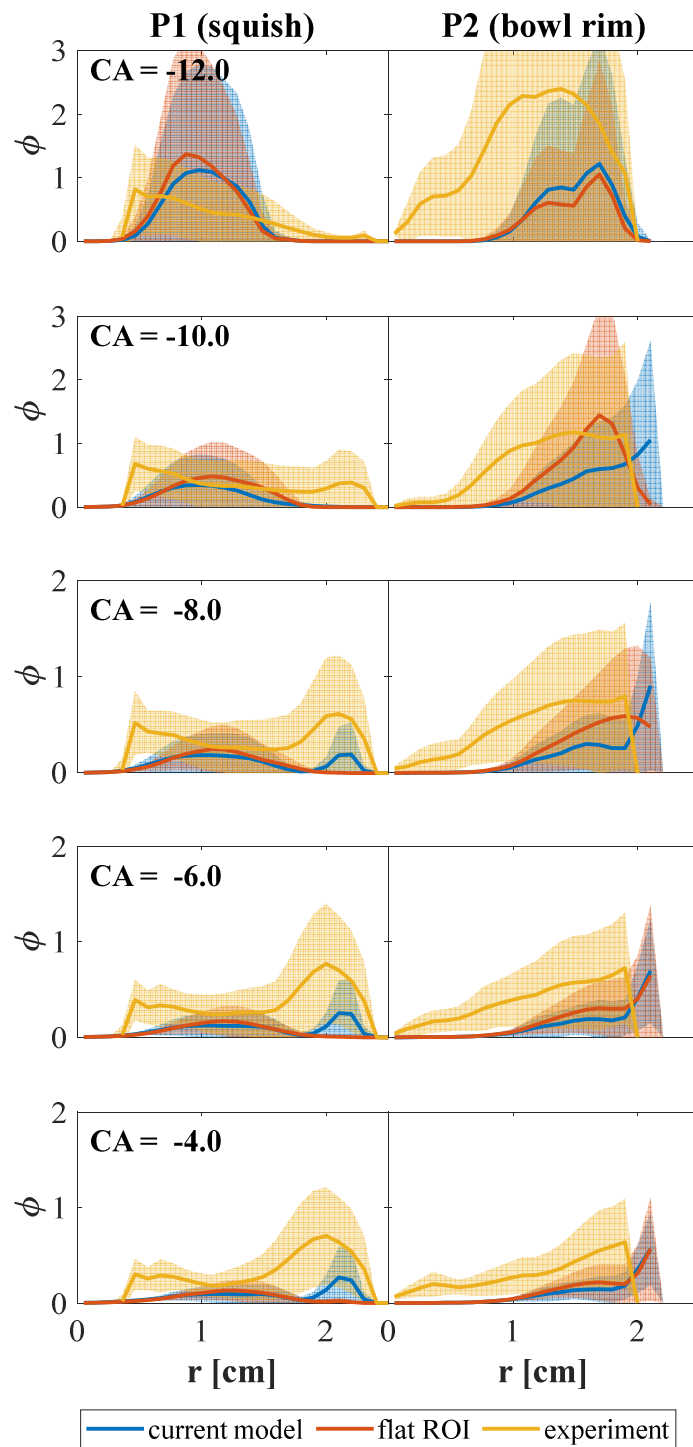 P1 (squish) P2 (bowl rim)
3
CA = -12.0
2
ϕ
1
0
3
CA = -10.0
2
ϕ
1
0
2
CA = -8.0
ϕ
1
0
2
CA = -6.0
ϕ
1
0
2
CA = -4.0
ϕ
1
0
0 1 2 0 1 2
r [cm] r [cm]
current model flat ROI experiment